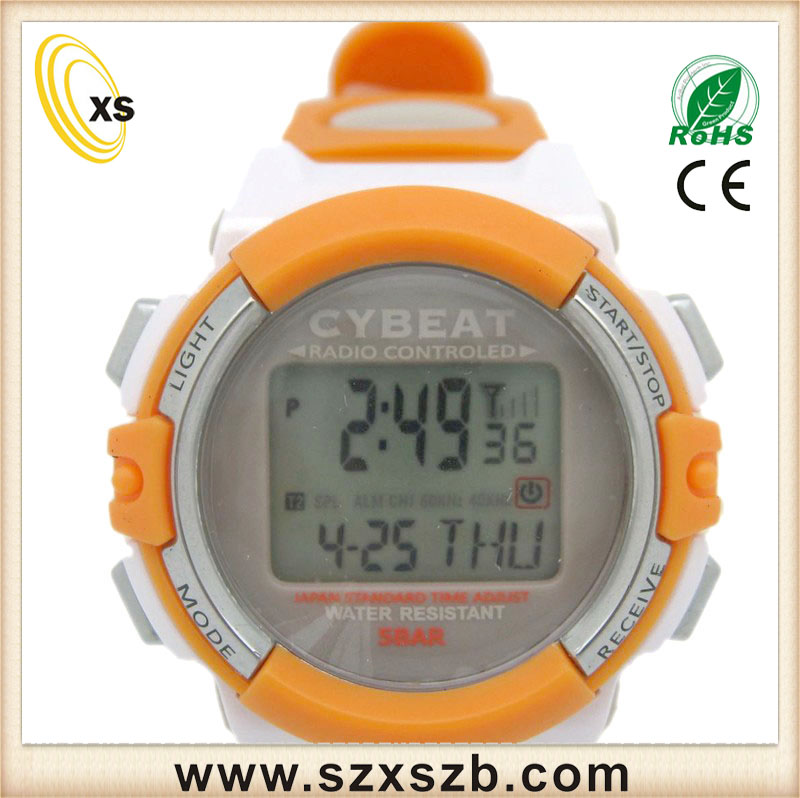 XS
RoHS
CE
CYBEAT
RADIO CONTROLED
LIGHT
START/STOP
P 2:49 36
T2 SPL ALM CHI 60KHz 40KHz
4-25 THU
JAPAN STANDARD TIME ADJUST
WATER RESISTANT
5BAR
MODE
RECEIVE
www.szxszb.com